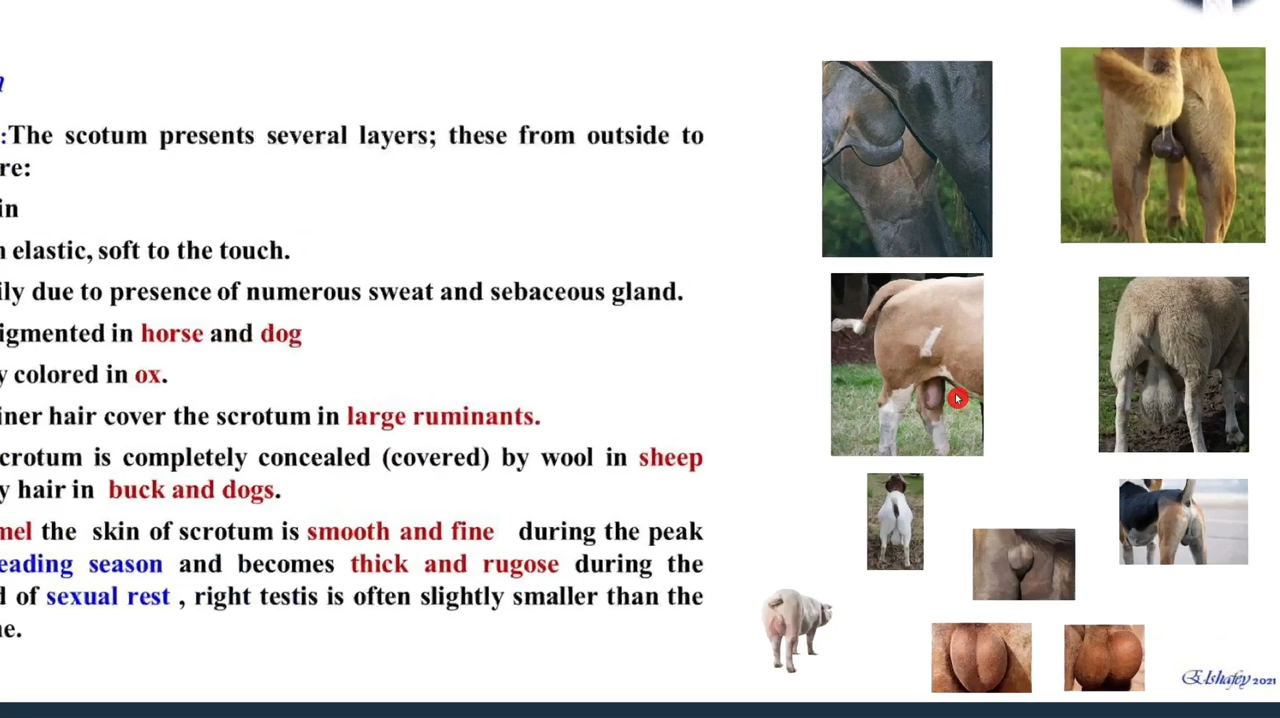 :The scotum presents several layers; these from outside to
re:
in
elastic, soft to the touch.
ily due to presence of numerous sweat and sebaceous gland.
igmented in horse and dog
y colored in ox.
iner hair cover the scrotum in large ruminants.
crotum is completely concealed (covered) by wool in sheep
y hair in buck and dogs.
mel the skin of scrotum is smooth and fine during the peak
eading season and becomes thick and rugose during the
d of sexual rest , right testis is often slightly smaller than the
ne.
Elshafey 2021